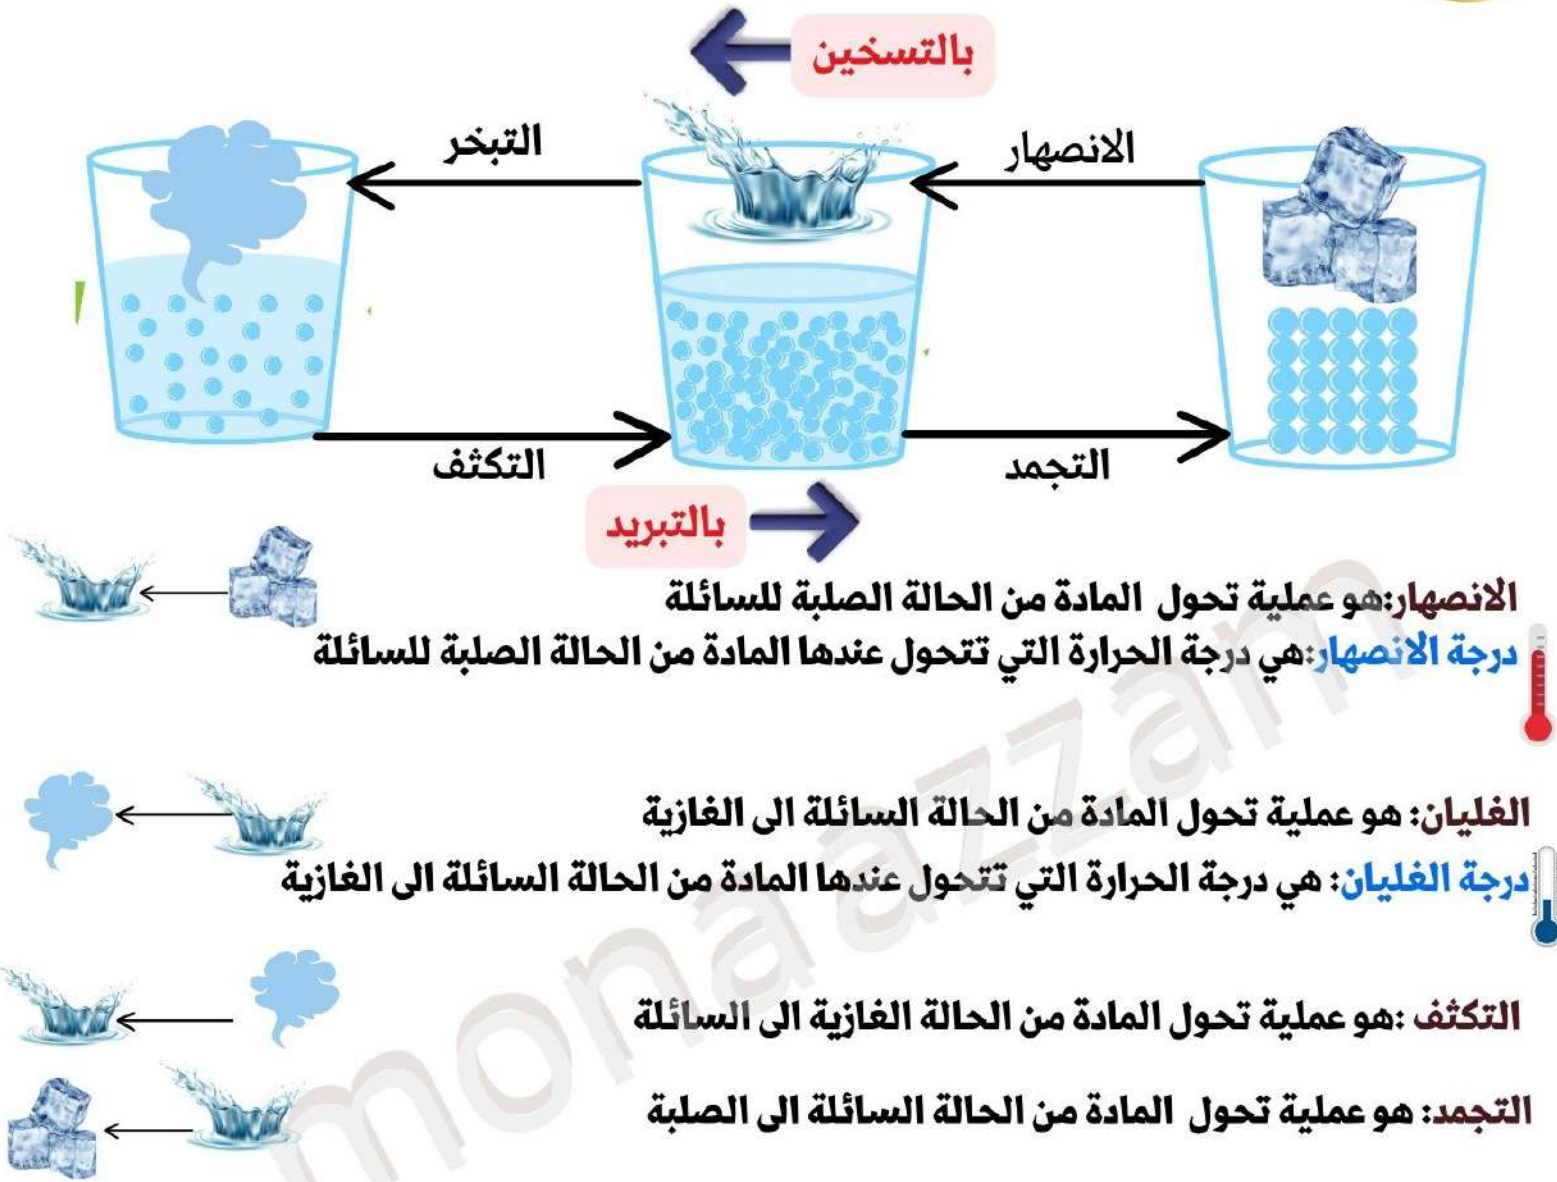 بالتسخين
الانصهار
التبخر
التجمد
التكثف
بالتبريد
الانصهار:هو عملية تحول المادة من الحالة الصلبة للسائلة
درجة الانصهار:هي درجة الحرارة التي تتحول عندها المادة من الحالة الصلبة للسائلة
الغليان: هو عملية تحول المادة من الحالة السائلة الى الغازية
درجة الغليان: هي درجة الحرارة التي تتحول عندها المادة من الحالة السائلة الى الغازية
التكثف :هو عملية تحول المادة من الحالة الغازية الى السائلة
التجمد: هو عملية تحول المادة من الحالة السائلة الى الصلبة
mona azzam